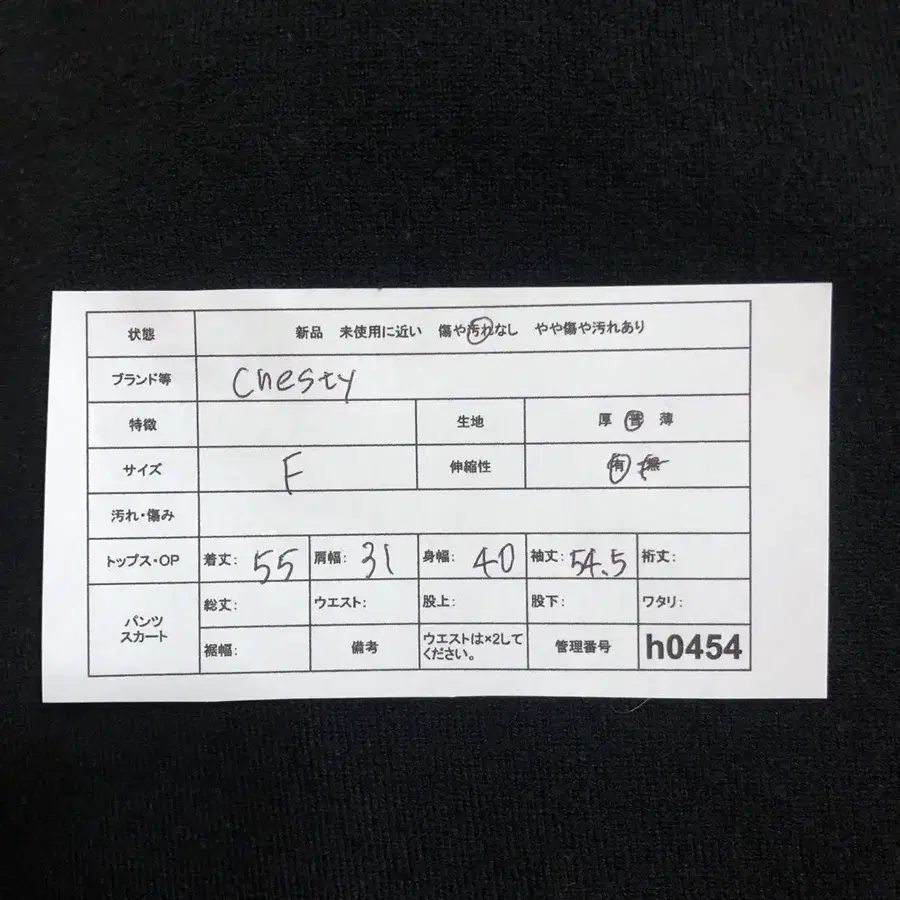 状態 新品 未使用に近い 傷や汚れなし やや傷や汚れあり
ブランド等 Chesty
特徴 生地 厚 普 薄
サイズ F 伸縮性 有 無
汚れ・傷み
トップス・OP 着丈: 55 肩幅: 31 身幅: 40 袖丈: 54.5 裄丈:
パンツ スカート 総丈: ウエスト: 股上: 股下: ワタリ:
裾幅: 備考 ウエストは×2して ください。 管理番号 h0454